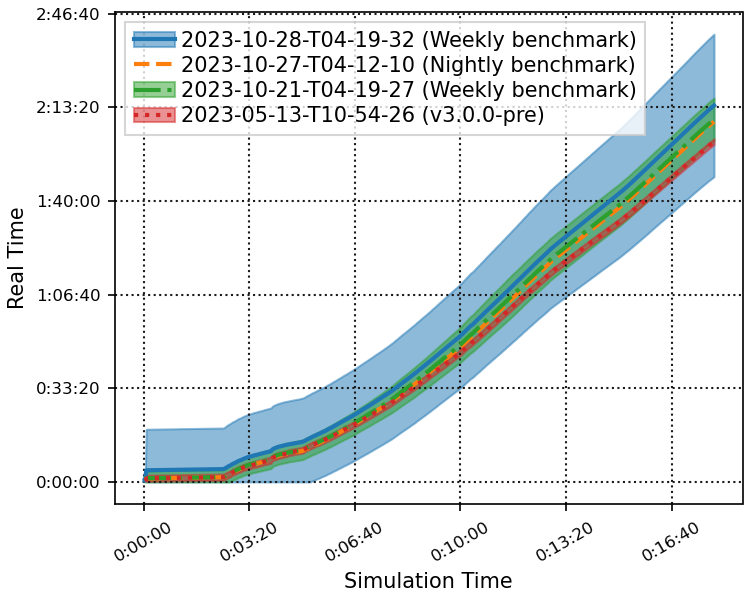 2:46:40
2023-10-28-T04-19-32 (Weekly benchmark)
2023-10-27-T04-12-10 (Nightly benchmark)
2023-10-21-T04-19-27 (Weekly benchmark)
2023-05-13-T10-54-26 (v3.0.0-pre)
2:13:20
1:40:00
1:06:40
0:33:20
0:00:00
Real Time
0:00:00 0:03:20 0:06:40 0:10:00 0:13:20 0:16:40
Simulation Time